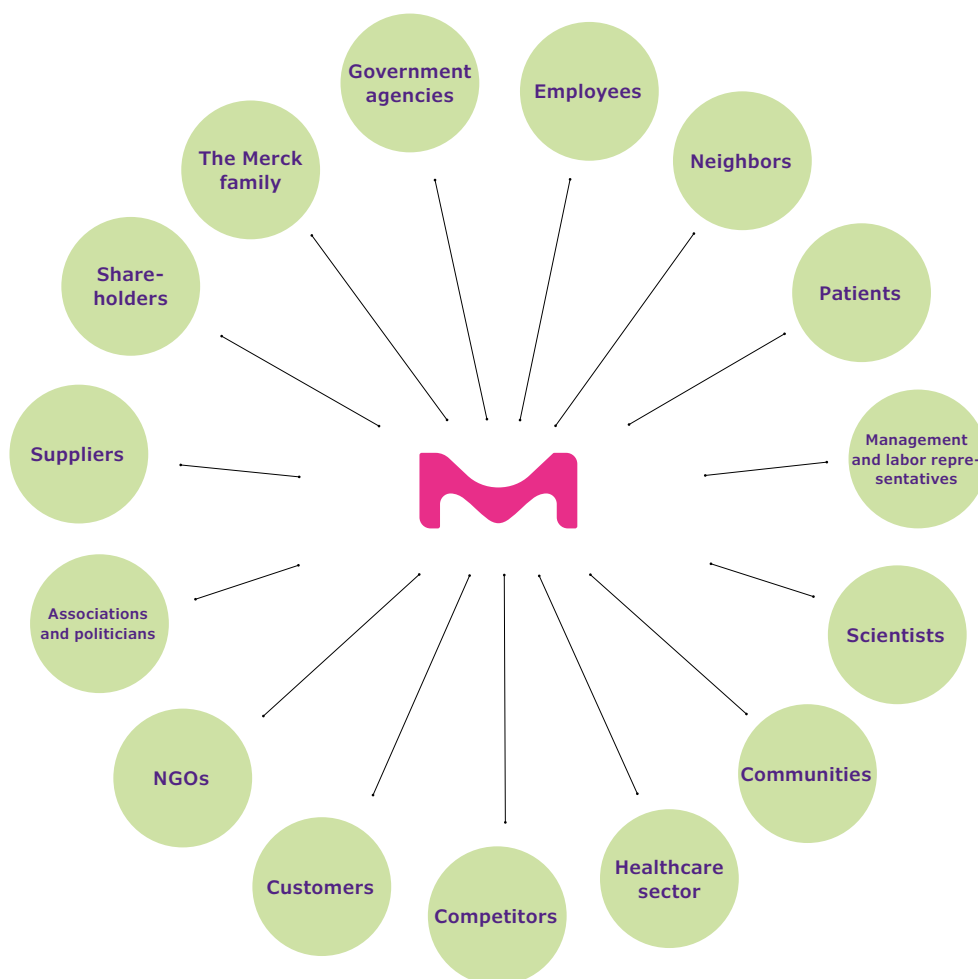 Government
agencies
Employees
Neighbors
The Merck
family
Share-
holders
Patients
Suppliers
Management
and labor repre-
sentatives
Associations
and politicians
Scientists
NGOs
Communities
Customers
Competitors
Healthcare
sector